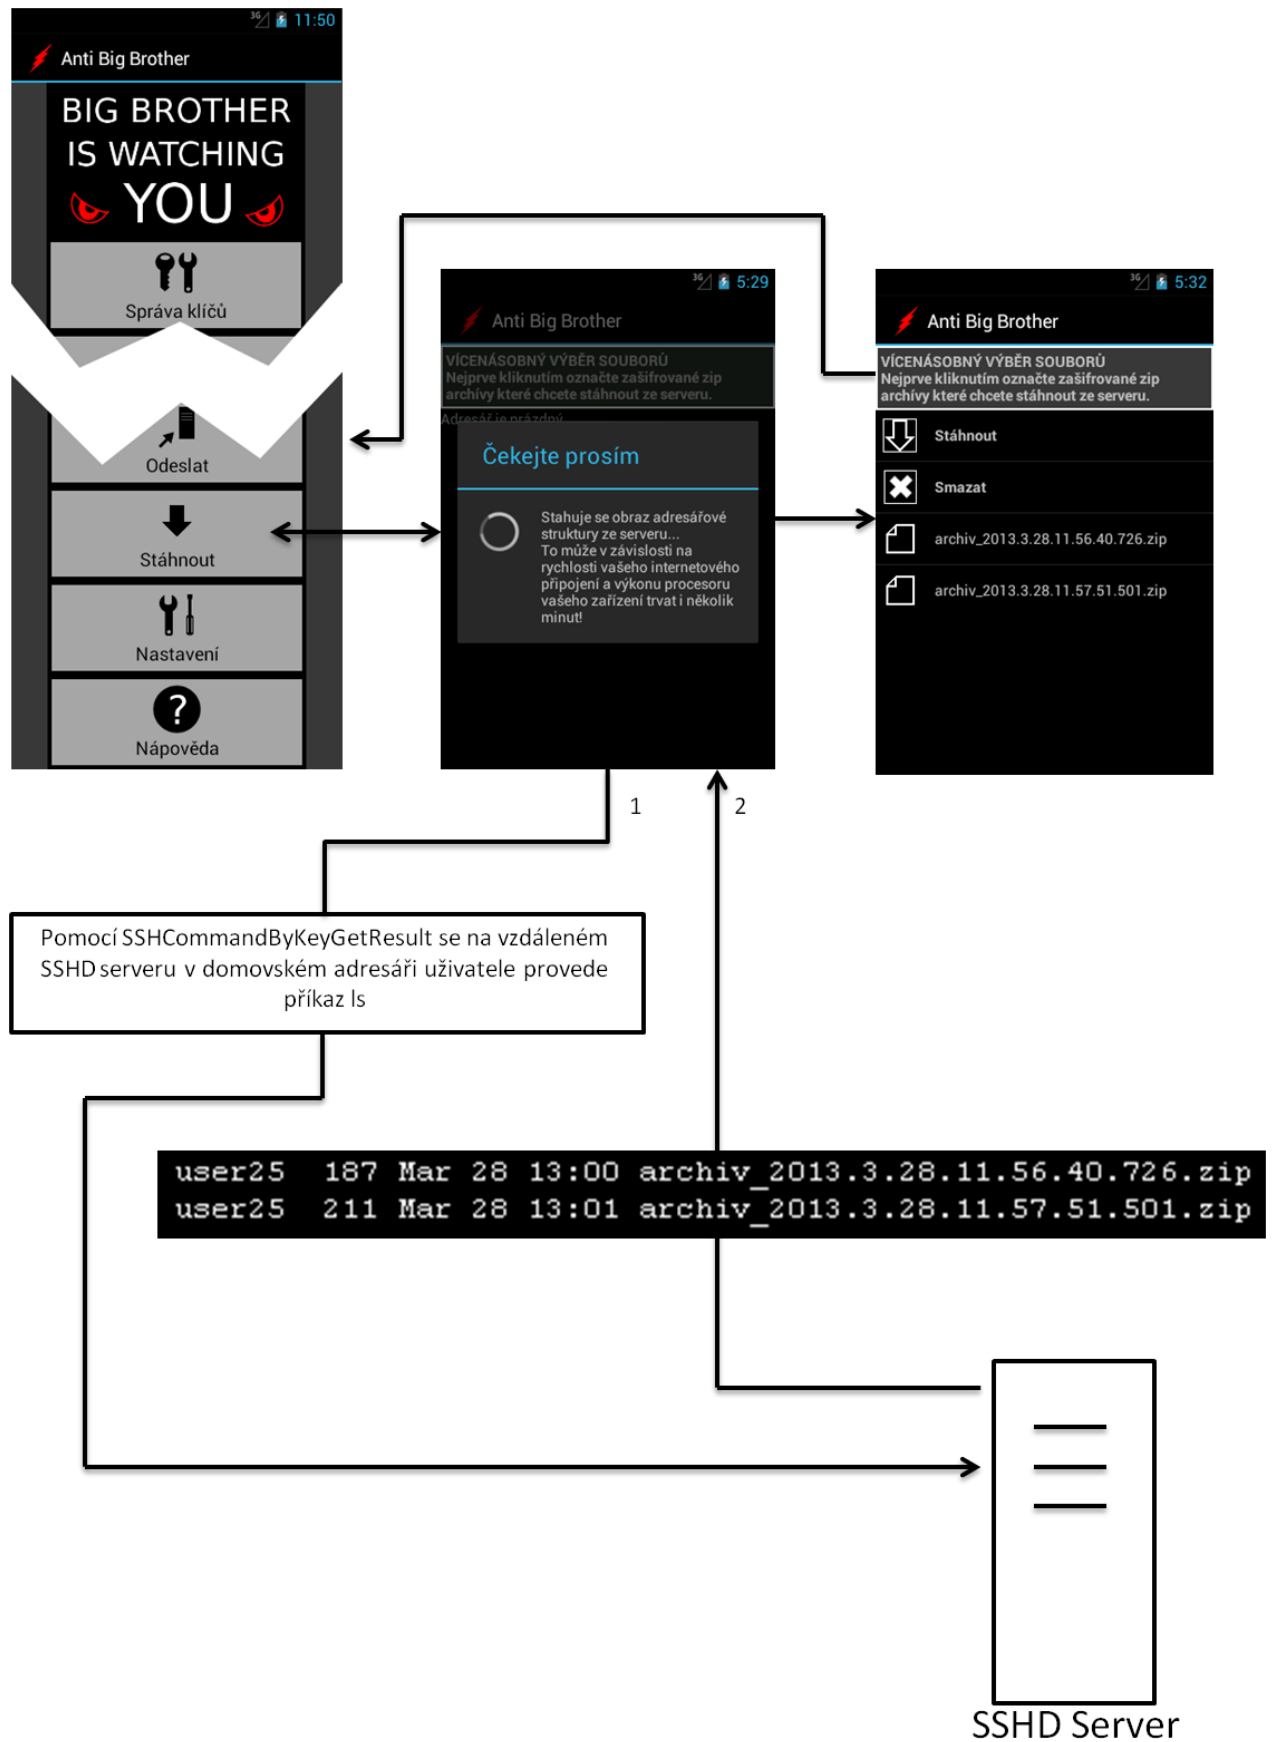 3G 11:50
Anti Big Brother
BIG BROTHER
IS WATCHING
YOU
Správa klíčů
Odeslat
Stáhnout
Nastavení
?
Nápověda
3G 5:29
Anti Big Brother
VÍCENÁSOBNÝ VÝBĚR SOUBORŮ
Nejprve kliknutím označte zašifrované zip
archívy které chcete stáhnout ze serveru.
Adresář je prázdný
Čekejte prosím
Stahuje se obraz adresářové
struktury ze serveru...
To může v závislosti na
rychlosti vašeho internetového
připojení a výkonu procesoru
vašeho zařízení trvat i několik
minut!
3G 5:32
Anti Big Brother
VÍCENÁSOBNÝ VÝBĚR SOUBORŮ
Nejprve kliknutím označte zašifrované zip
archívy které chcete stáhnout ze serveru.
Stáhnout
Smazat
archiv_2013.3.28.11.56.40.726.zip
archiv_2013.3.28.11.57.51.501.zip
1
2
Pomocí SSHCommandByKeyGetResult se na vzdáleném
SSHD serveru v domovském adresáři uživatele provede
příkaz ls
user25 187 Mar 28 13:00 archiv_2013.3.28.11.56.40.726.zip
user25 211 Mar 28 13:01 archiv_2013.3.28.11.57.51.501.zip
SSHD Server